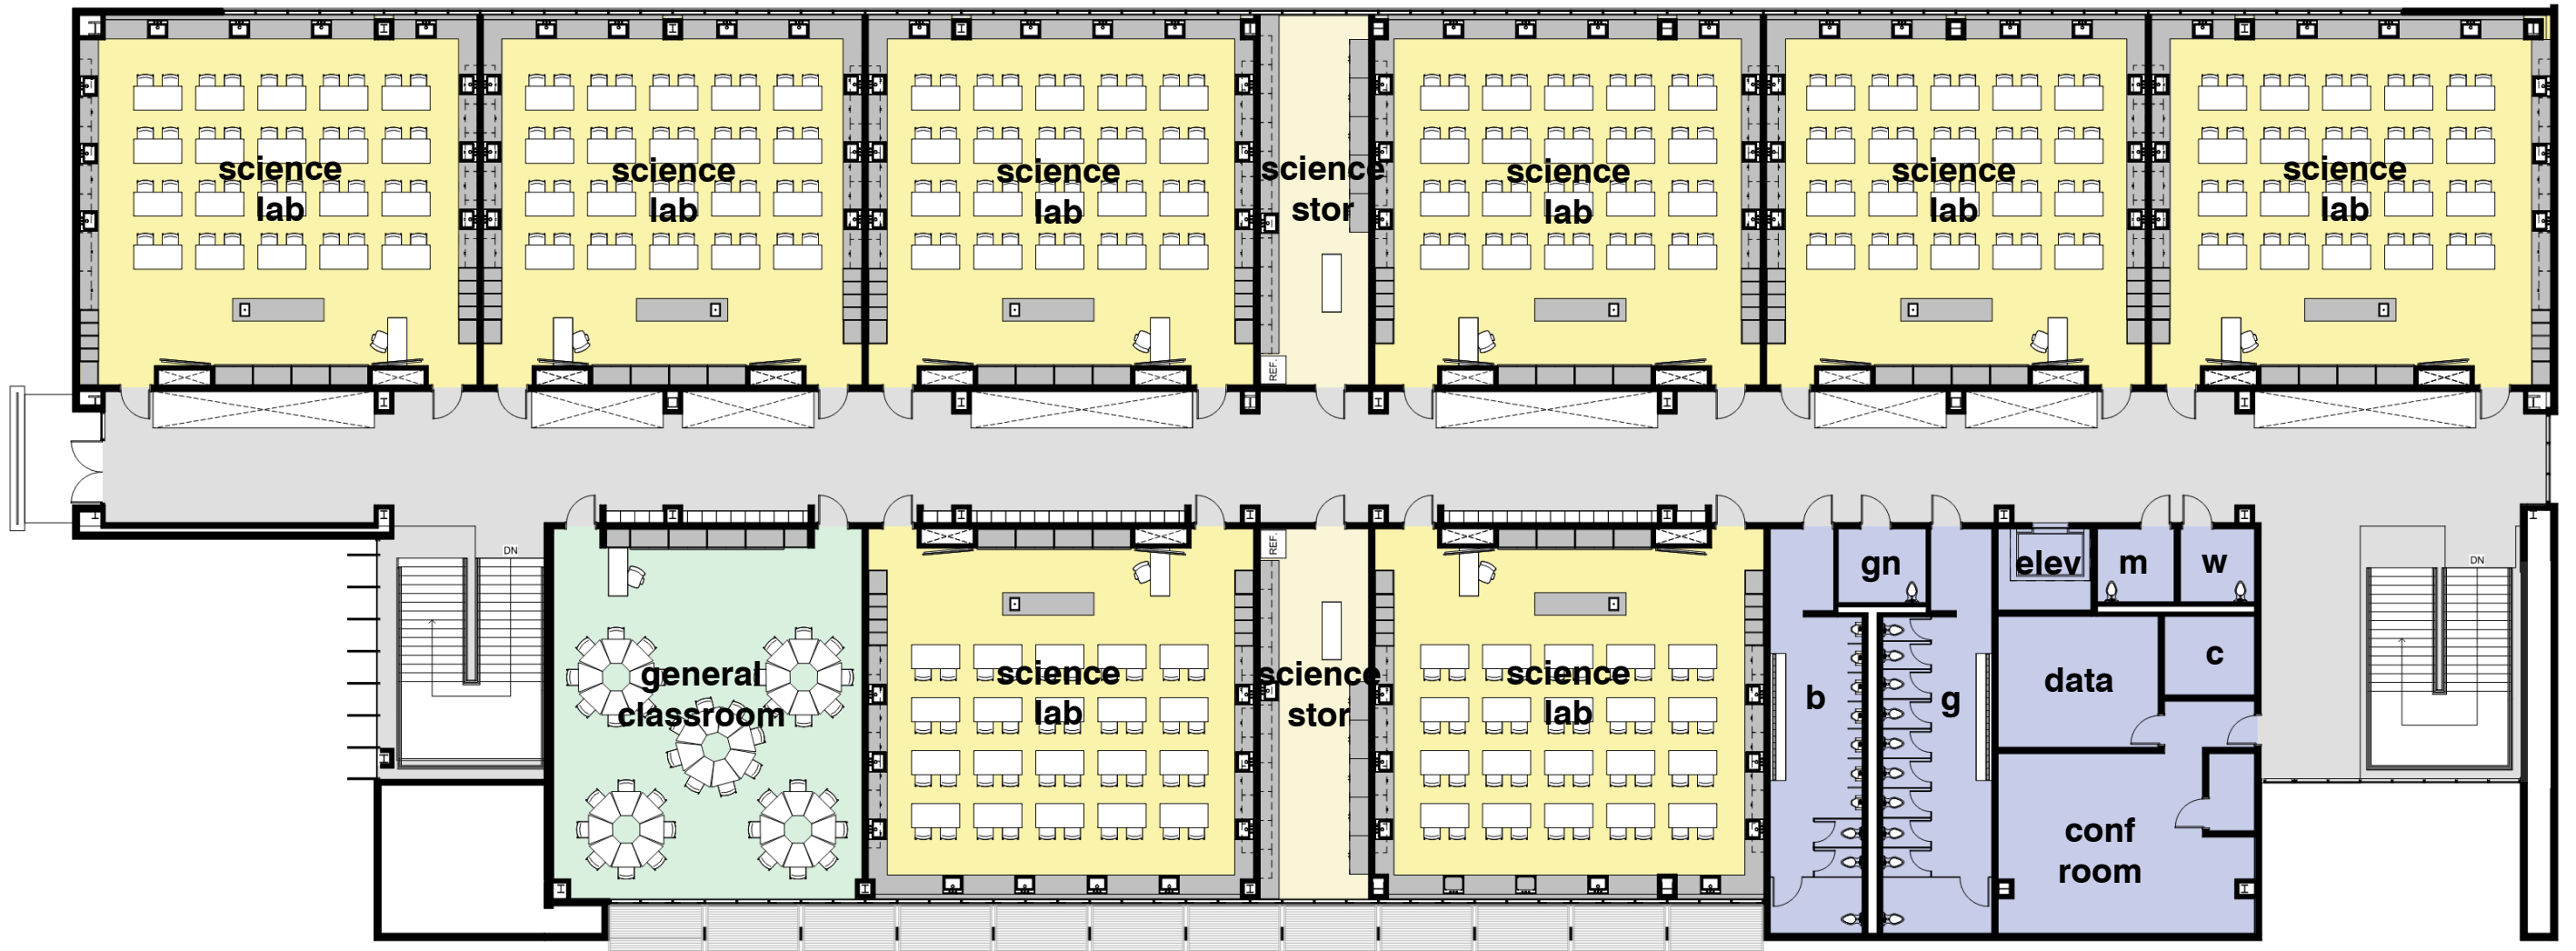 science
lab
science
lab
science
lab
science
stor
science
lab
science
lab
science
lab
REF.
DN
general
classroom
science
lab
REF.
science
stor
science
lab
b
gn
g
elev
m
w
data
c
conf
room
DN